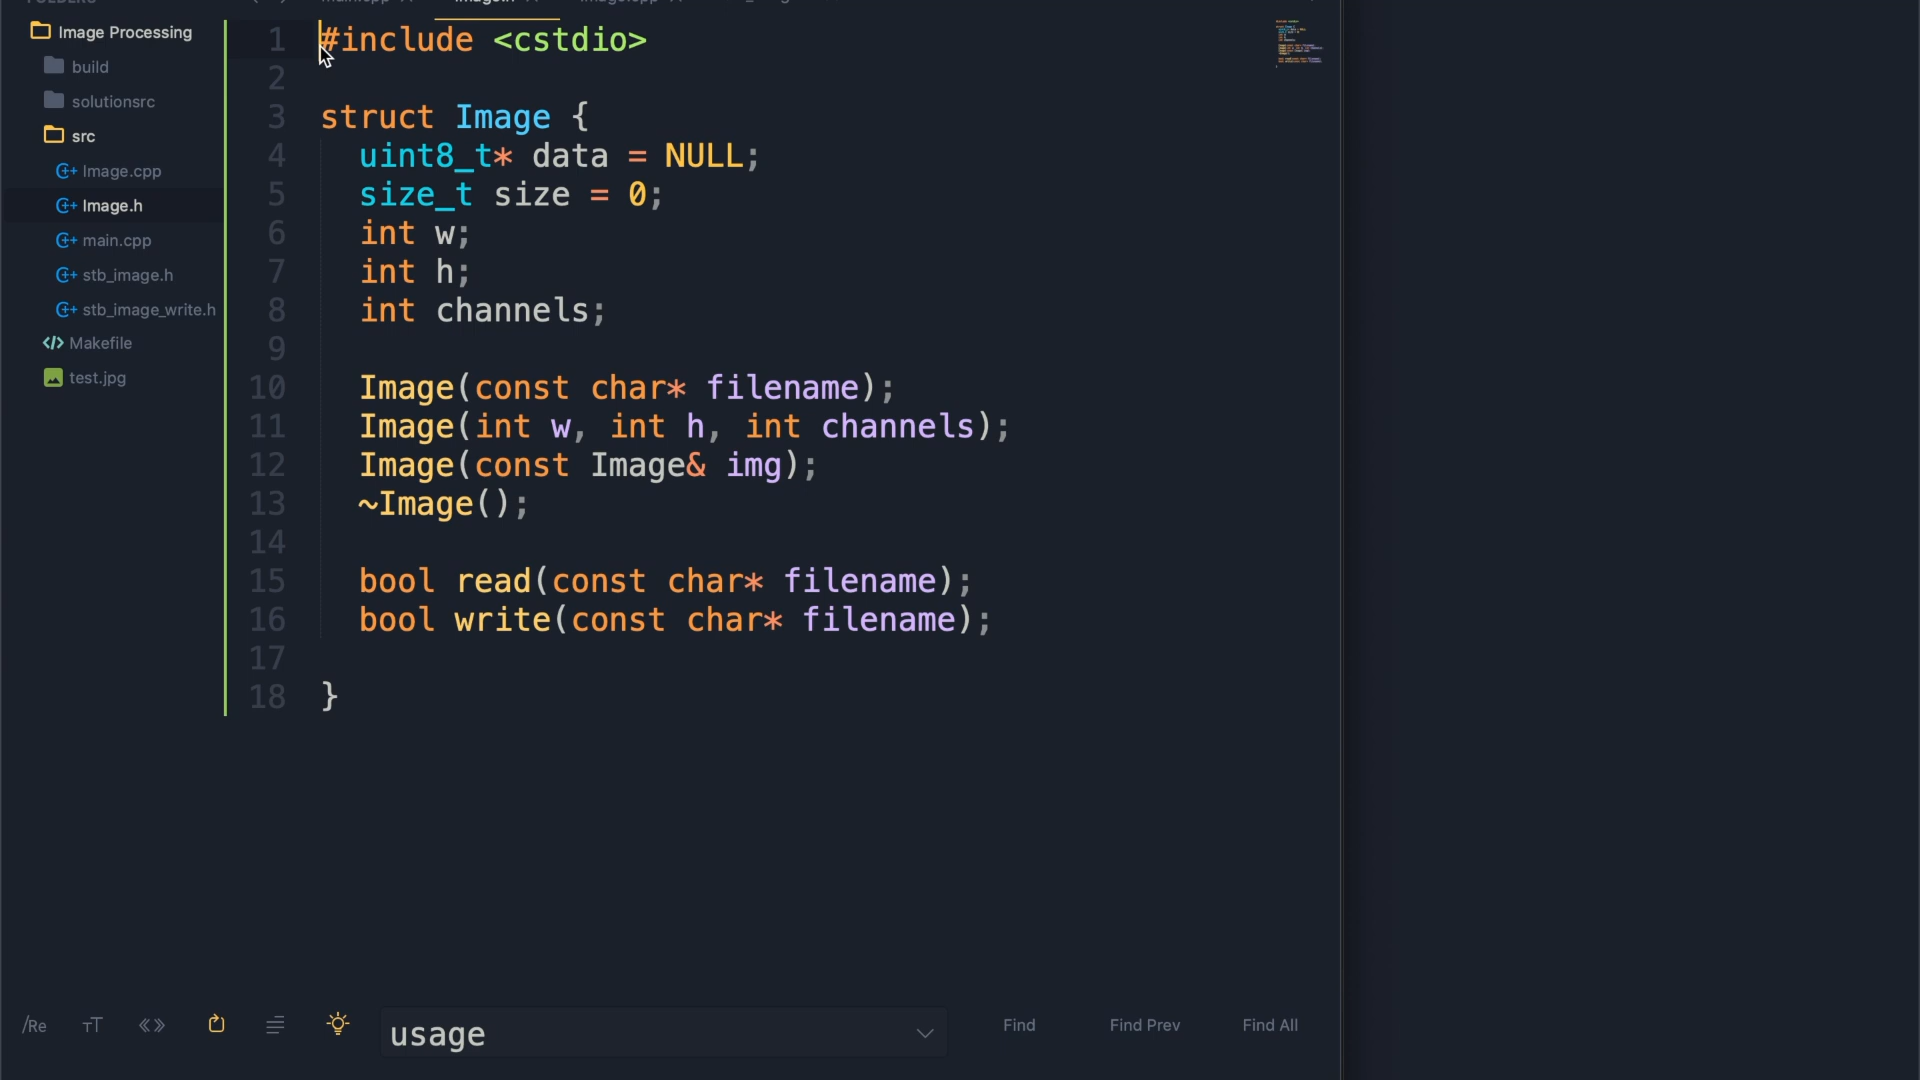 Image Processing
build
solutionsrc
src
Image.cpp
Image.h
main.cpp
stb_image.h
stb_image_write.h
Makefile
test.jpg
1 #include <cstdio>
2
3 struct Image {
4 uint8_t* data = NULL;
5 size_t size = 0;
6 int w;
7 int h;
8 int channels;
9
10 Image(const char* filename);
11 Image(int w, int h, int channels);
12 Image(const Image& img);
13 ~Image();
14
15 bool read(const char* filename);
16 bool write(const char* filename);
17
18 }
/Re
usage
Find
Find Prev
Find All